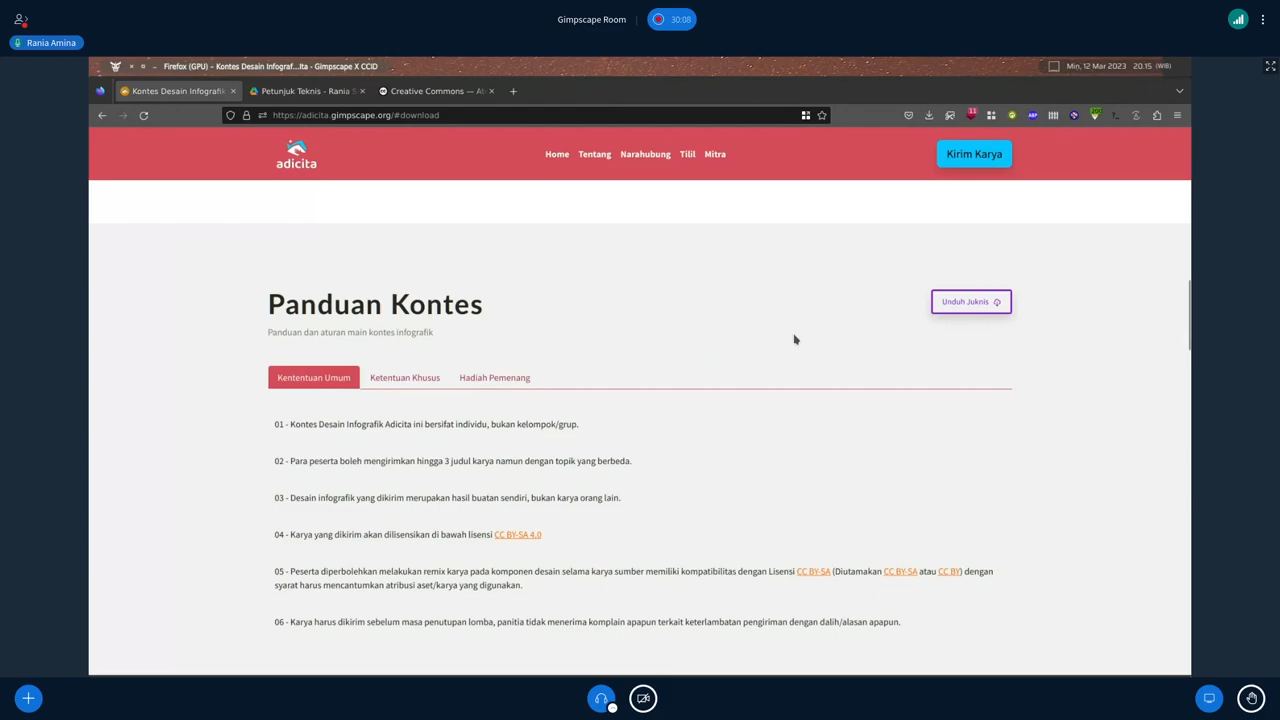 Gimpscape Room
30:08
Rania Amina
Firefox (GPU) – Kontes Desain Infograf...Ita - Gimpscape X CCID
Min, 12 Mar 2023 20.15 (WIB)
Kontes Desain Infografik
Petunjuk Teknis - Rania S
Creative Commons — At
https://adicita.gimpscape.org/#download
11
ABP
adicita
Home Tentang Narahubung Tilil Mitra
Kirim Karya
Panduan Kontes
Unduh Juknis
Panduan dan aturan main kontes infografik
Kententuan Umum Ketentuan Khusus Hadiah Pemenang
01 - Kontes Desain Infografik Adicita ini bersifat individu, bukan kelompok/grup.
02 - Para peserta boleh mengirimkan hingga 3 judul karya namun dengan topik yang berbeda.
03 - Desain infografik yang dikirim merupakan hasil buatan sendiri, bukan karya orang lain.
04 - Karya yang dikirim akan dilisensikan di bawah lisensi CC BY-SA 4.0
05 - Peserta diperbolehkan melakukan remix karya pada komponen desain selama karya sumber memiliki kompatibilitas dengan Lisensi CC BY-SA (Diutamakan CC BY-SA atau CC BY) dengan
syarat harus mencantumkan atribusi aset/karya yang digunakan.
06 - Karya harus dikirim sebelum masa penutupan lomba, panitia tidak menerima komplain apapun terkait keterlambatan pengiriman dengan dalih/alasan apapun.